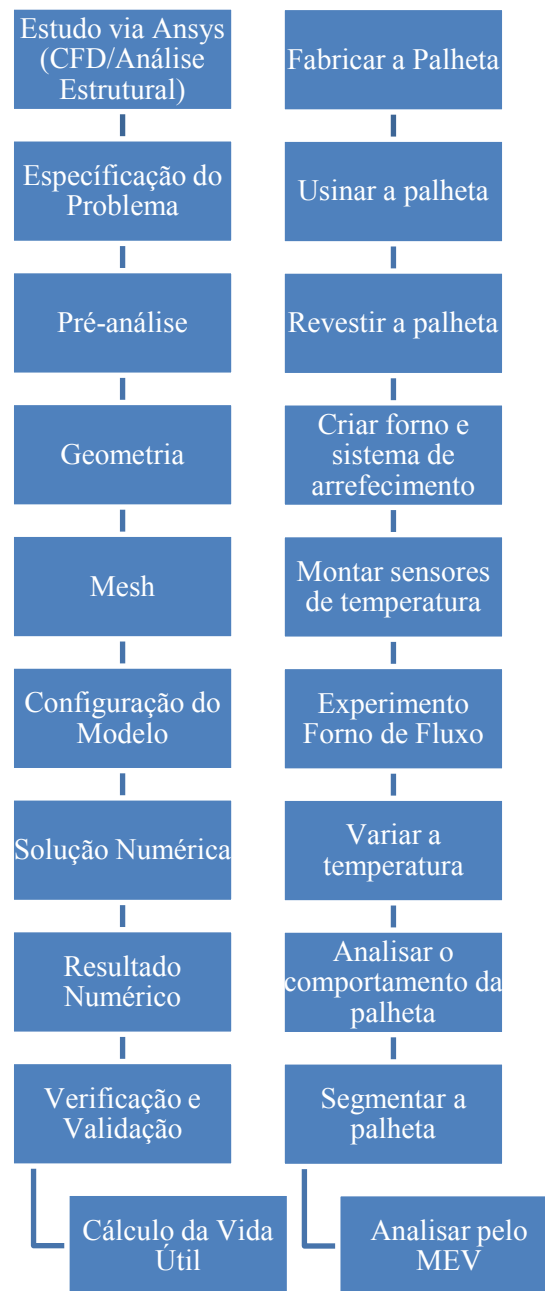 Estudo via Ansys
(CFD/Análise
Estrutural)
Específicação do
Problema
Pré-análise
Geometria
Mesh
Configuração do
Modelo
Solução Numérica
Resultado
Numérico
Verificação e
Validação
Cálculo da Vida
Útil
Fabricar a Palheta
Usinar a palheta
Revestir a palheta
Criar forno e
sistema de
arrefecimento
Montar sensores
de temperatura
Experimento
Forno de Fluxo
Variar a
temperatura
Analisar o
comportamento da
palheta
Segmentar a
palheta
Analisar pelo
MEV